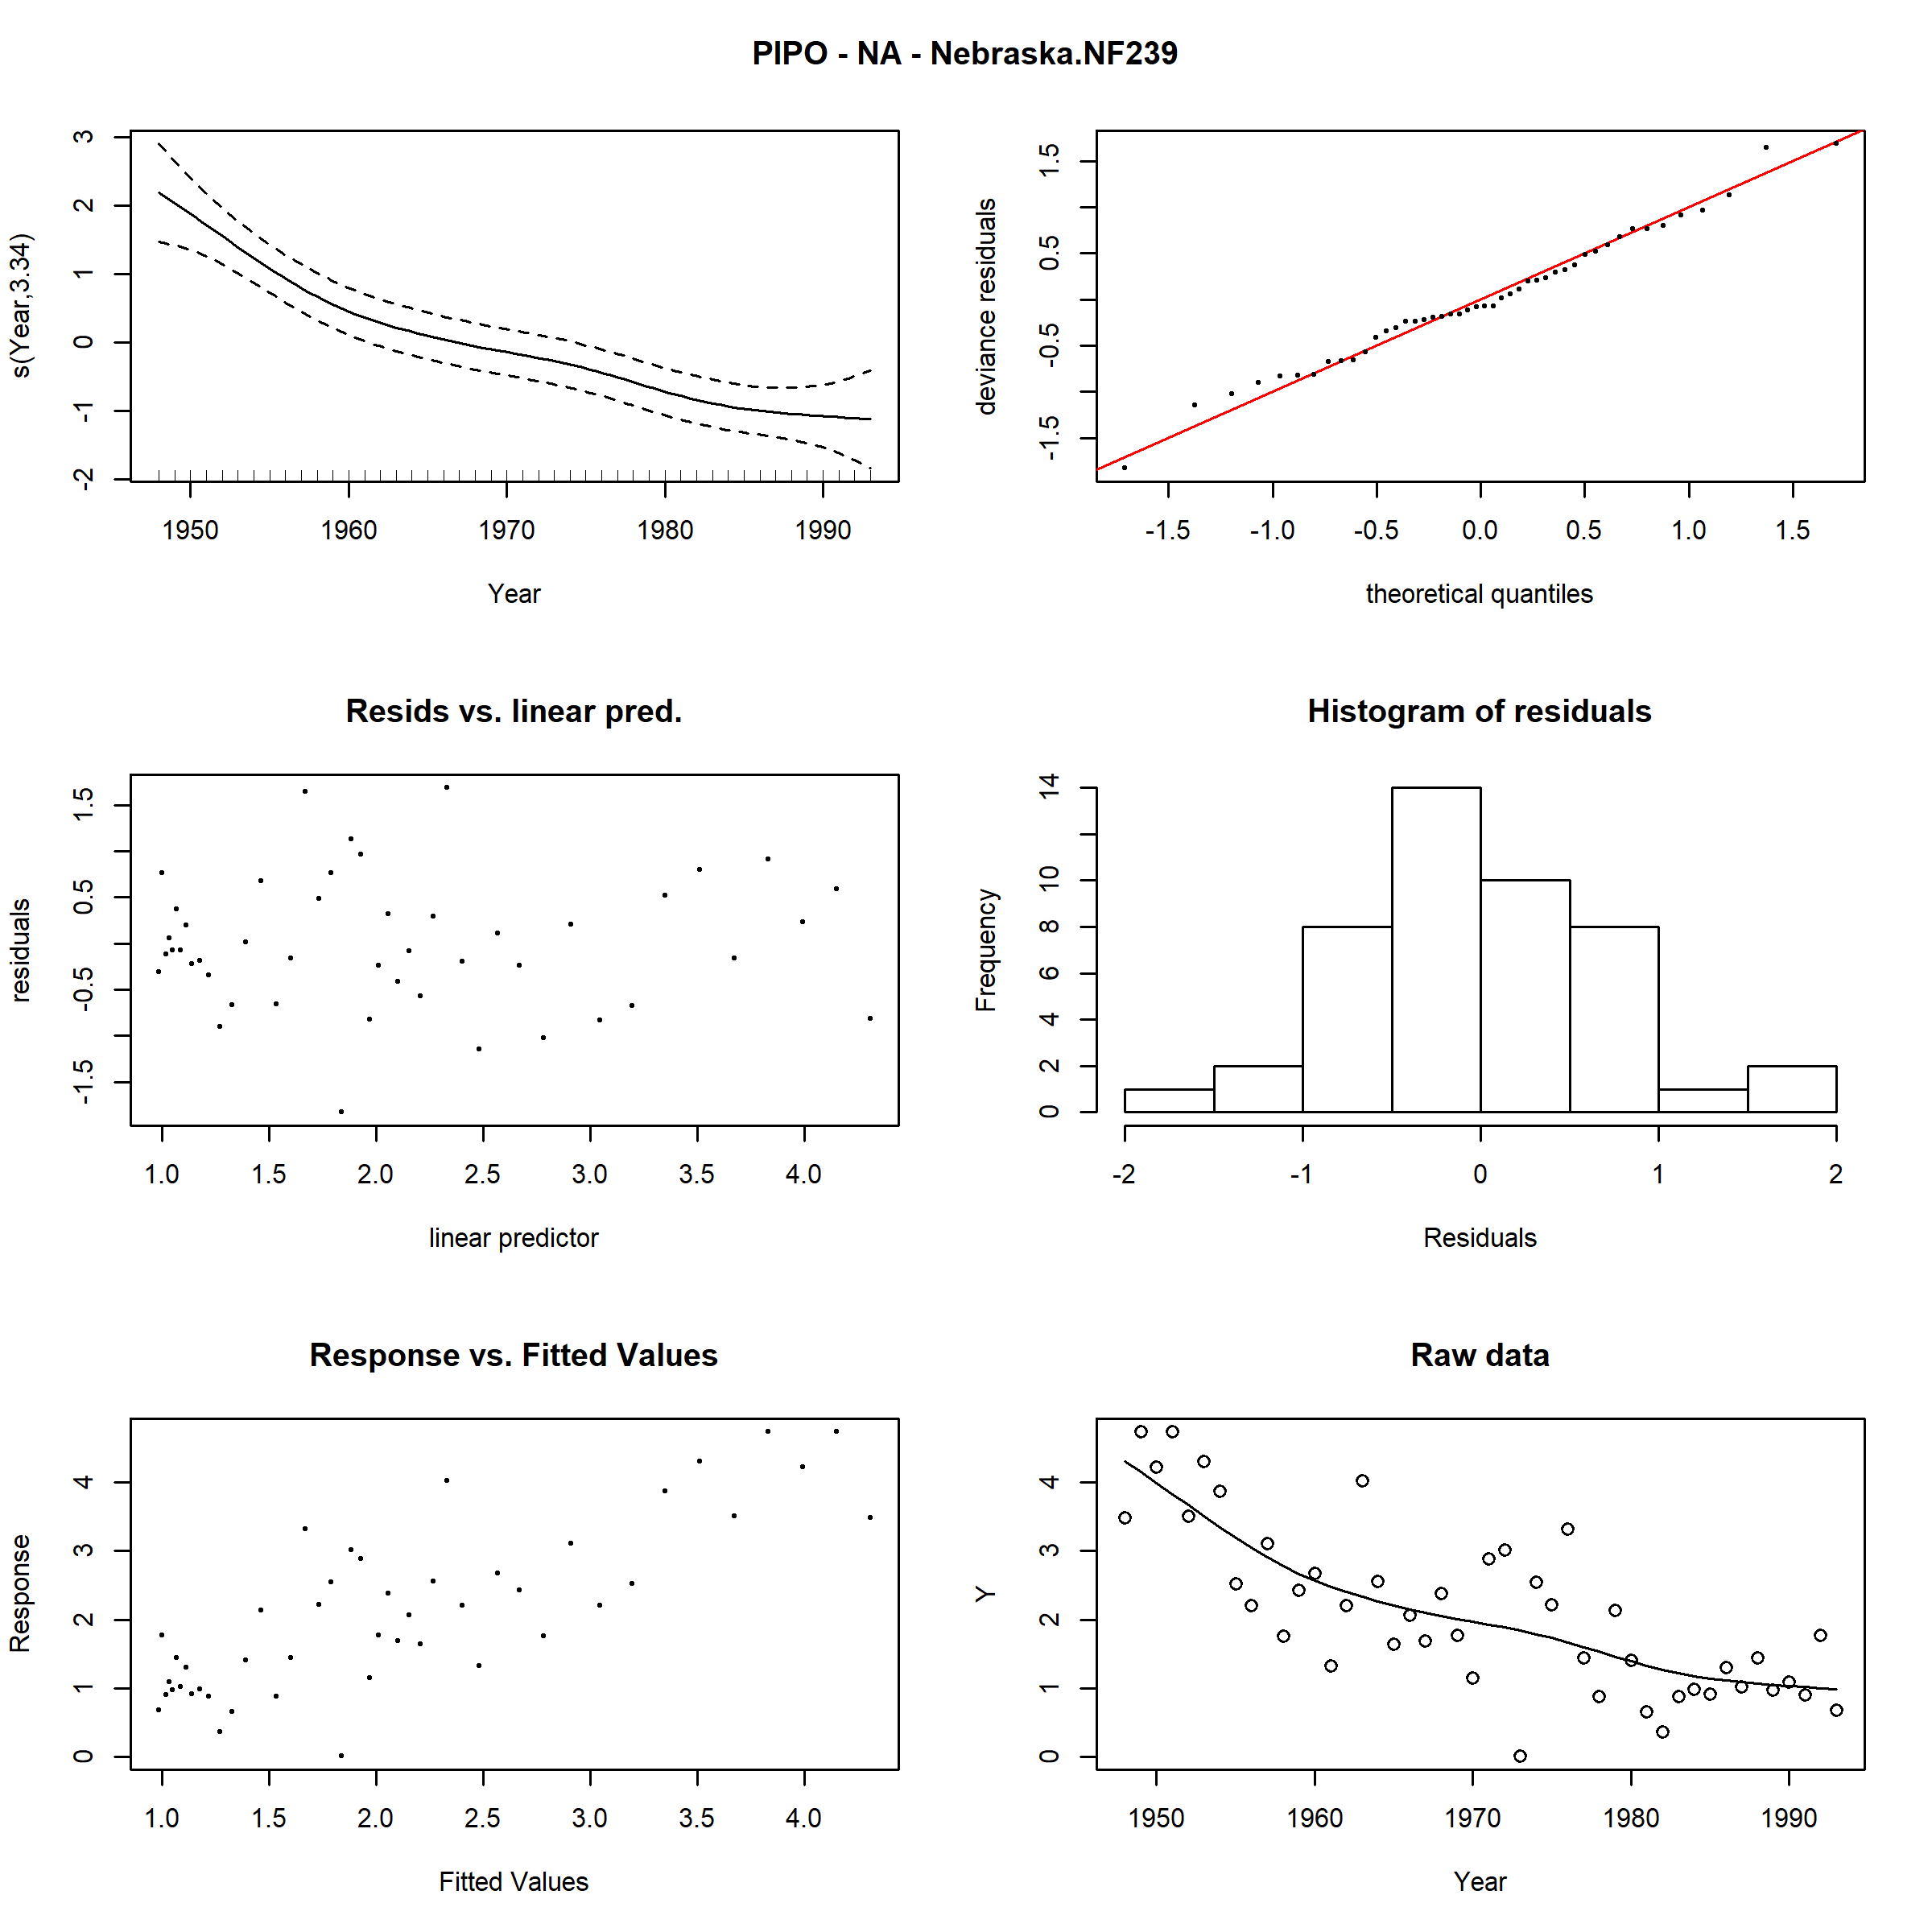 PIPO - NA - Nebraska.NF239
s(Year,3.34)
3
2
1
0
-1
-2
1950 1960 1970 1980 1990
Year
deviance residuals
1.5
0.5
-0.5
-1.5
-1.5 -1.0 -0.5 0.0 0.5 1.0 1.5
theoretical quantiles
Resids vs. linear pred.
residuals
1.5
0.5
-0.5
-1.5
1.0 1.5 2.0 2.5 3.0 3.5 4.0
linear predictor
Histogram of residuals
Frequency
14
10
8
6
4
2
0
-2 -1 0 1 2
Residuals
Response vs. Fitted Values
Response
4
3
2
1
0
1.0 1.5 2.0 2.5 3.0 3.5 4.0
Fitted Values
Raw data
Y
4
3
2
1
0
1950 1960 1970 1980 1990
Year